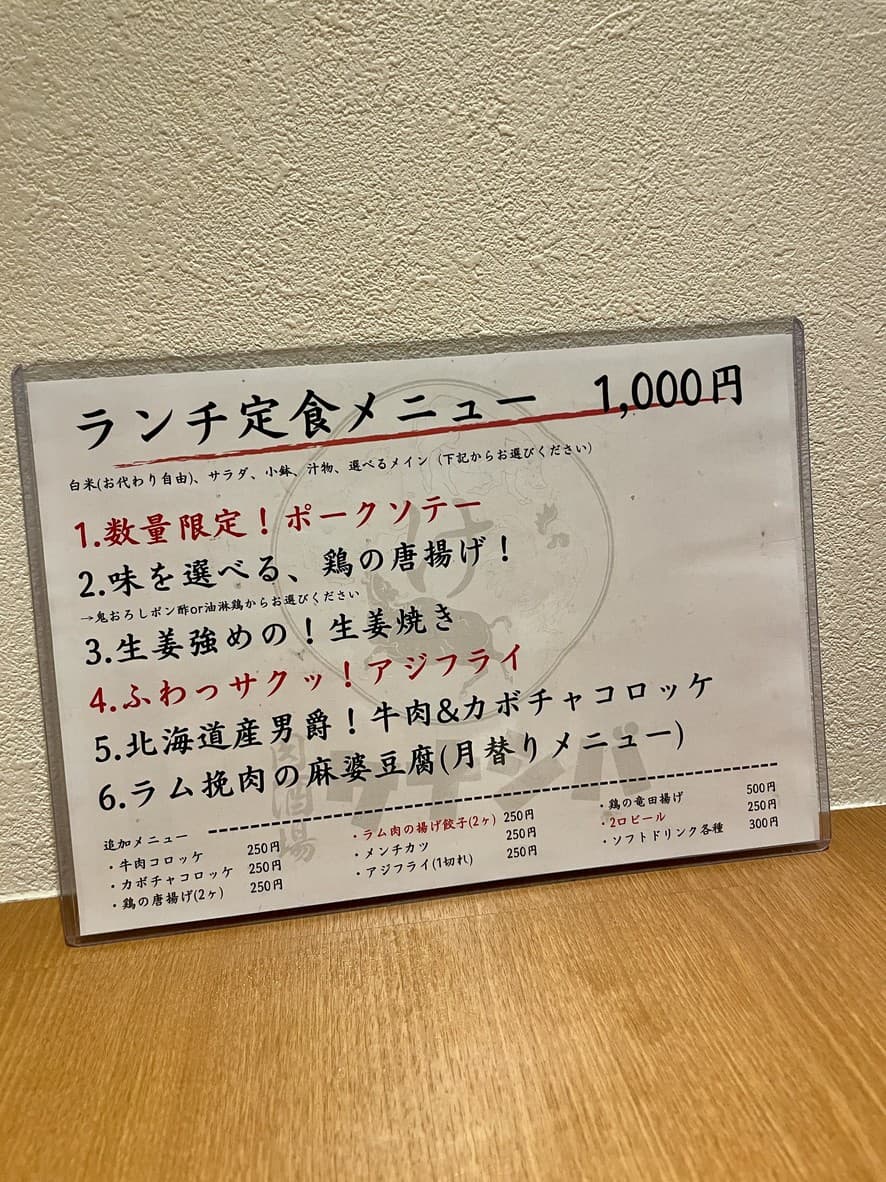 ランチ定食メニュー 1,000円
白米(お代わり自由)、サラダ、小鉢、汁物、選べるメイン（下記からお選びください）
1.数量限定！ポークソテー
2.味を選べる、鶏の唐揚げ！
→鬼おろしポン酢or油淋鶏からお選びください
3.生姜強めの！生姜焼き
4.ふわっサクッ！アジフライ
5.北海道産男爵！牛肉&カボチャコロッケ
6.ラム挽肉の麻婆豆腐(月替りメニュー)
追加メニュー
・牛肉コロッケ 250円
・カボチャコロッケ 250円
・鶏の唐揚げ(2ヶ) 250円
・ラム肉の揚げ餃子(2ヶ) 250円
・メンチカツ 250円
・アジフライ(1切れ) 250円
・鶏の竜田揚げ 500円
・2口ビール 250円
・ソフトドリンク各種 300円
肉酒場